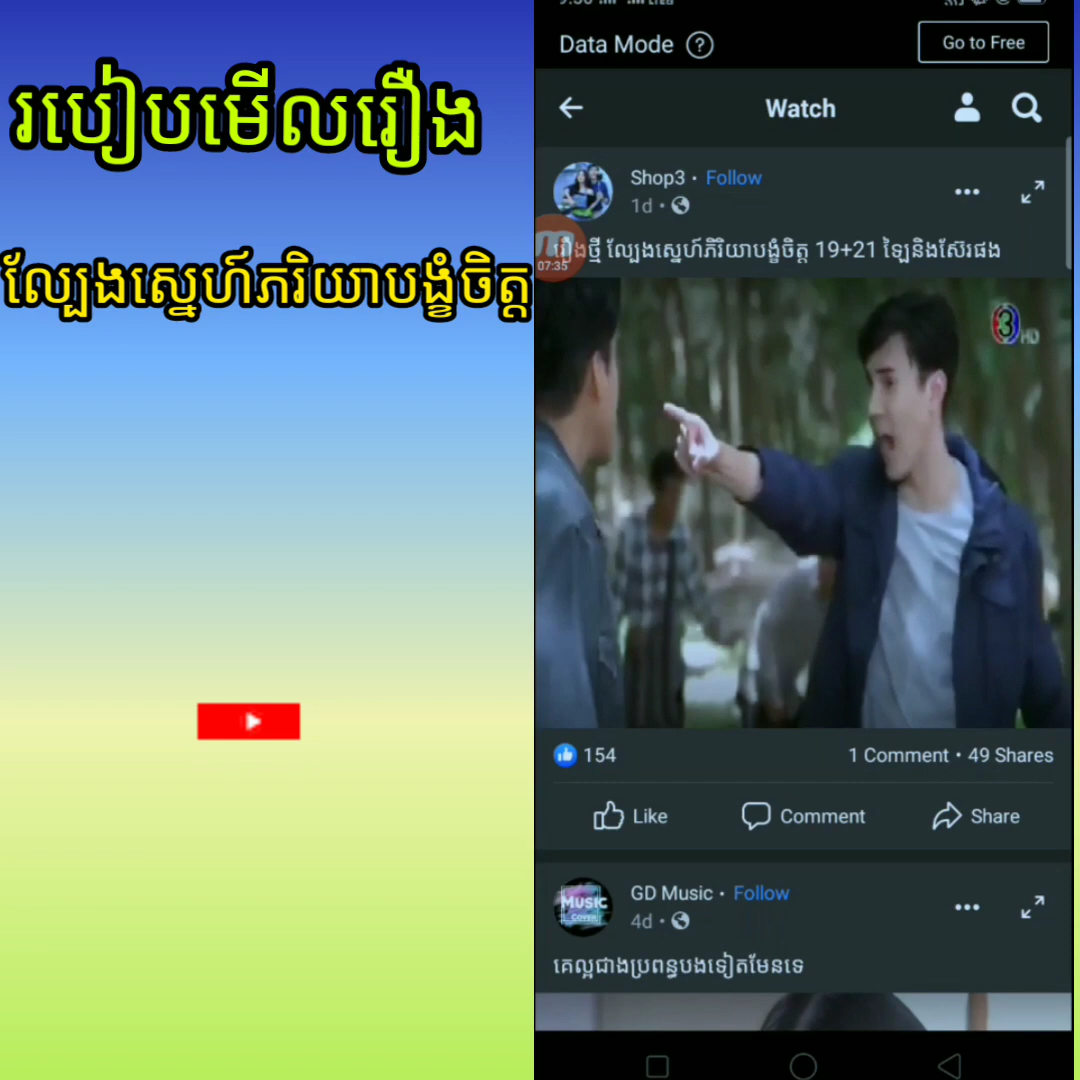 របៀបមើលរឿង
ល្បែងស្នេហ៍ភរិយាបង្ខំចិត្ត
Data Mode ?
Go to Free
Watch
Shop3 · Follow
1d ·
07:35
រឿងថ្មី ល្បែងស្នេហ៍ភិរិយាបង្ខំចិត្ត 19+21 ឡៃនិងស៊ែរផង
3 HD
154
1 Comment · 49 Shares
Like
Comment
Share
GD Music · Follow
4d ·
MUSIC
COVER
គេល្អជាងប្រពន្ធបងទៀតមែនទេ